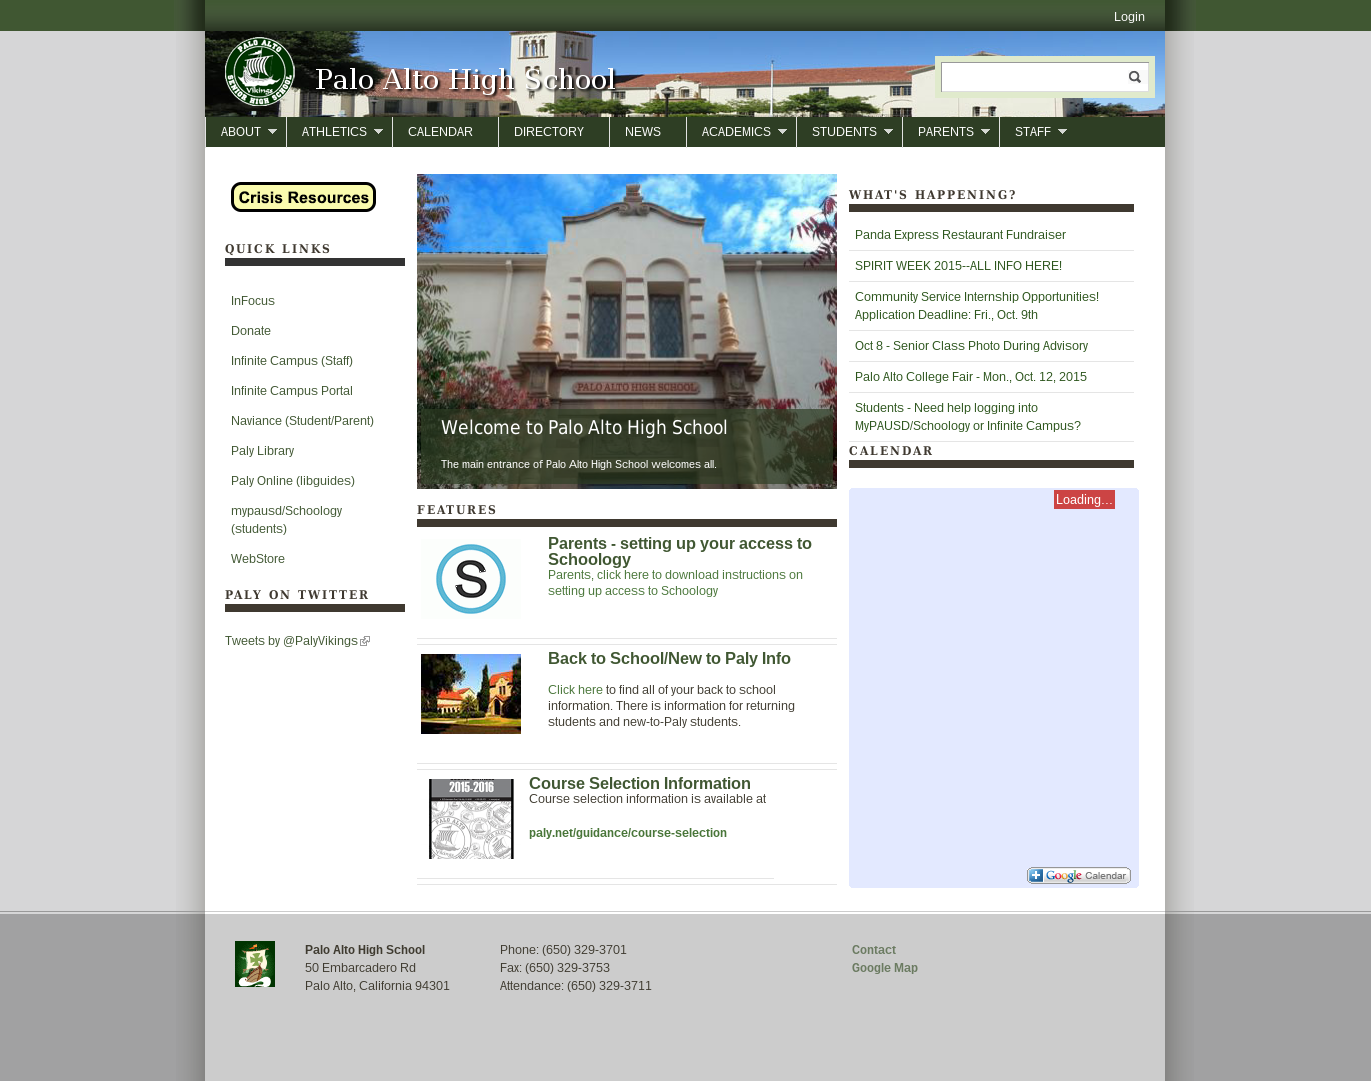 Login
PALO ALTO
SENIOR HIGH SCHOOL
Vikings
Palo Alto High School
ABOUT
ATHLETICS
CALENDAR
DIRECTORY
NEWS
ACADEMICS
STUDENTS
PARENTS
STAFF
Crisis Resources
QUICK LINKS
InFocus
Donate
Infinite Campus (Staff)
Infinite Campus Portal
Naviance (Student/Parent)
Paly Library
Paly Online (libguides)
mypausd/Schoology
(students)
WebStore
PALY ON TWITTER
Tweets by @PalyVikings
PALO ALTO HIGH SCHOOL
Welcome to Palo Alto High School
The main entrance of Palo Alto High School welcomes all.
FEATURES
S
Parents - setting up your access to
Schoology
Parents, click here to download instructions on
setting up access to Schoology
Back to School/New to Paly Info
Click here to find all of your back to school
information. There is information for returning
students and new-to-Paly students.
2015-2016
Course Selection Information
Course selection information is available at
paly.net/guidance/course-selection
WHAT'S HAPPENING?
Panda Express Restaurant Fundraiser
SPIRIT WEEK 2015--ALL INFO HERE!
Community Service Internship Opportunities!
Application Deadline: Fri., Oct. 9th
Oct 8 - Senior Class Photo During Advisory
Palo Alto College Fair - Mon., Oct. 12, 2015
Students - Need help logging into
MyPAUSD/Schoology or Infinite Campus?
CALENDAR
Loading...
Google Calendar
Palo Alto High School
50 Embarcadero Rd
Palo Alto, California 94301
Phone: (650) 329-3701
Fax: (650) 329-3753
Attendance: (650) 329-3711
Contact
Google Map